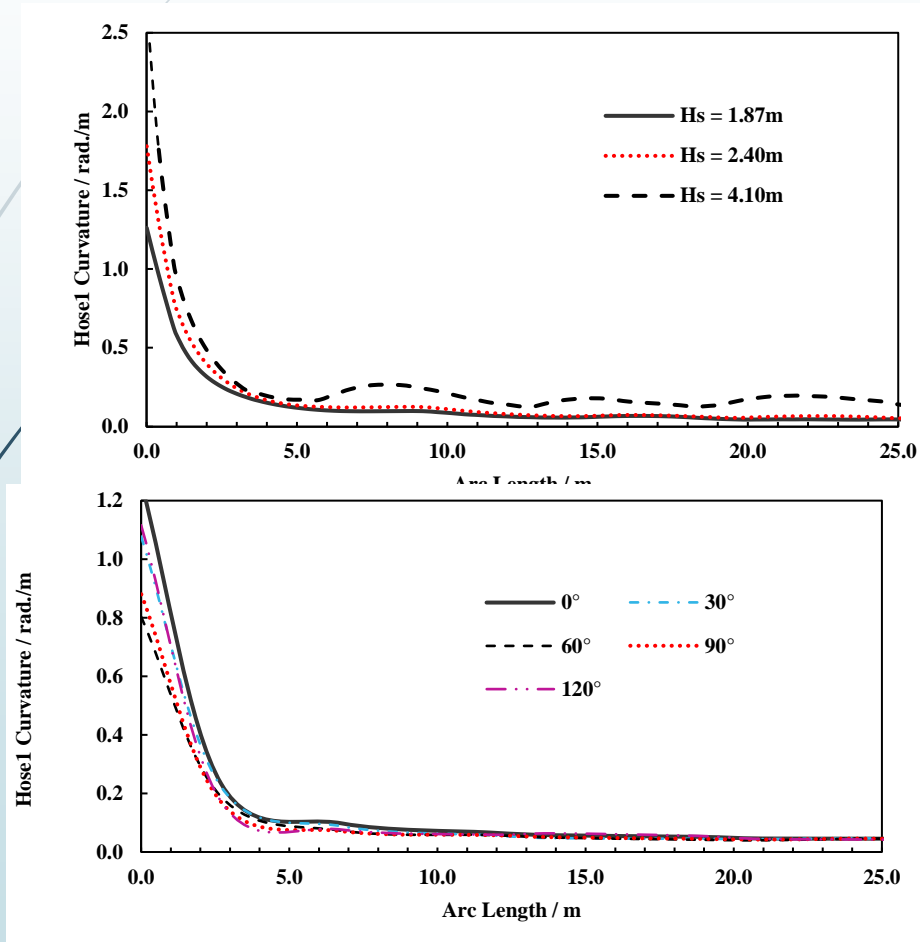 2.5
2.0
1.5
1.0
0.5
0.0
Hose1 Curvature / rad./m
Hs = 1.87m
Hs = 2.40m
Hs = 4.10m
0.0 5.0 10.0 15.0 20.0 25.0
Arc Length / m
1.2
1.0
0.8
0.6
0.4
0.2
0.0
Hose1 Curvature / rad./m
0° 30°
60° 90°
120°
0.0 5.0 10.0 15.0 20.0 25.0
Arc Length / m